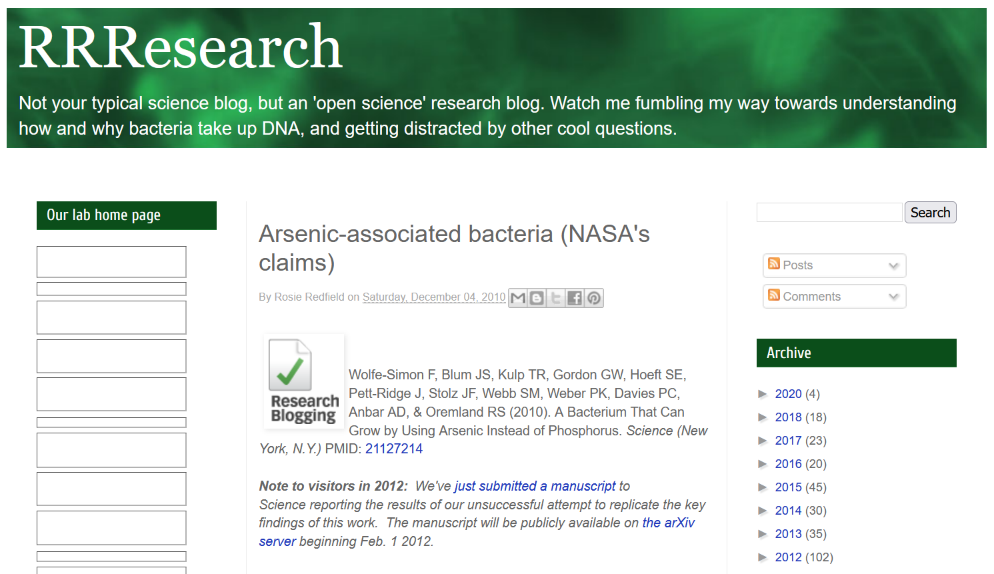 RRResearch
Not your typical science blog, but an 'open science' research blog. Watch me fumbling my way towards understanding
how and why bacteria take up DNA, and getting distracted by other cool questions.
Our lab home page
Arsenic-associated bacteria (NASA's
claims)
By Rosie Redfield on Saturday, December 04, 2010
Research
Blogging
Wolfe-Simon F, Blum JS, Kulp TR, Gordon GW, Hoeft SE,
Pett-Ridge J, Stolz JF, Webb SM, Weber PK, Davies PC,
Anbar AD, & Oremland RS (2010). A Bacterium That Can
Grow by Using Arsenic Instead of Phosphorus. Science (New
York, N.Y.) PMID: 21127214
Note to visitors in 2012: We've just submitted a manuscript to
Science reporting the results of our unsuccessful attempt to replicate the key
findings of this work. The manuscript will be publicly available on the arXiv
server beginning Feb. 1 2012.
Search
Posts
Comments
Archive
► 2020 (4)
► 2018 (18)
► 2017 (23)
► 2016 (20)
► 2015 (45)
► 2014 (30)
► 2013 (35)
► 2012 (102)